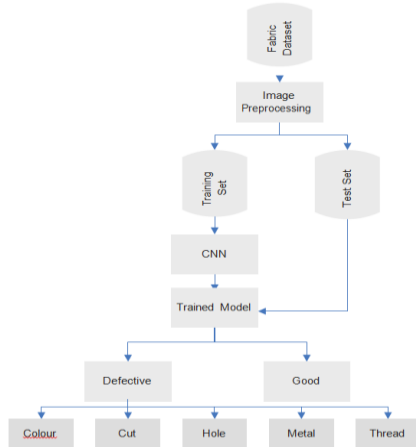 Fabric
Dataset
Image
Preprocessing
Training
Set
Test Set
CNN
Trained Model
Defective
Good
Colour
Cut
Hole
Metal
Thread